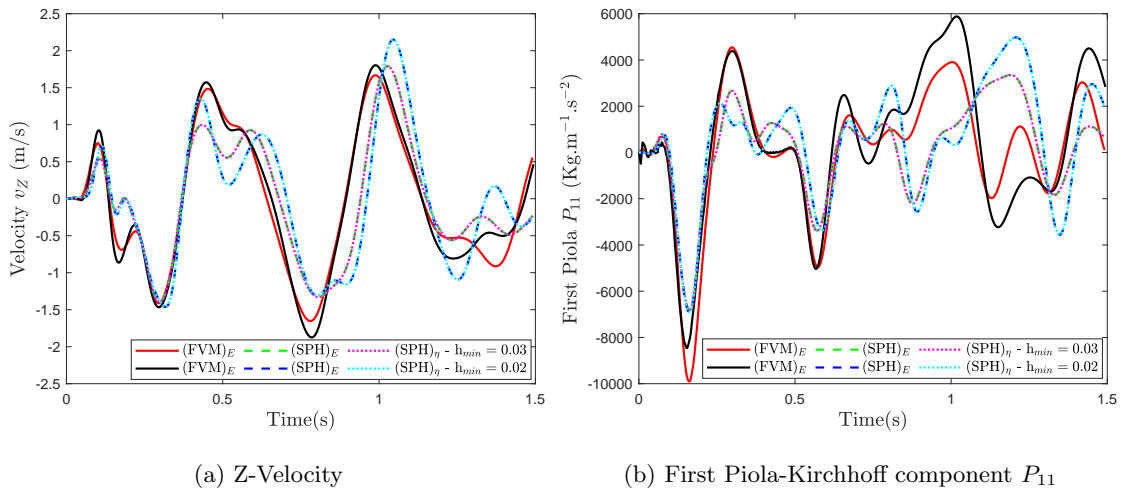 2.5
2
1.5
1
0.5
0
-0.5
-1
-1.5
-2
-2.5
Velocity v_Z (m/s)
(FVM)_E (SPH)_E (SPH)_η - h_min = 0.03
(FVM)_E (SPH)_E (SPH)_η - h_min = 0.02
0 0.5 1 1.5
Time(s)
(a) Z-Velocity
6000
4000
2000
0
-2000
-4000
-6000
-8000
-10000
First Piola P_11 (Kg.m^−1.s^−2)
(FVM)_E (SPH)_E (SPH)_η - h_min = 0.03
(FVM)_E (SPH)_E (SPH)_η - h_min = 0.02
0 0.5 1 1.5
Time(s)
(b) First Piola-Kirchhoff component P_11